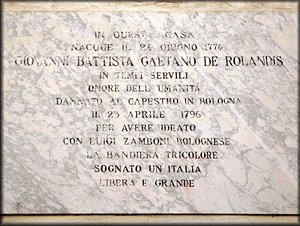 IN QUESTA CASA
NACQUE IL 24 GIUGNO 1774
GIOVANNI BATTISTA GAETANO DE ROLANDIS
IN TEMPI SERVILI
ONORE DELL'UMANITÀ
DANNATO AL CAPESTRO IN BOLOGNA
IL 23 APRILE 1796
PER AVERE IDEATO
CON LUIGI ZAMBONI BOLOGNESE
LA BANDIERA TRICOLORE
SOGNATO UN'ITALIA
LIBERA E GRANDE